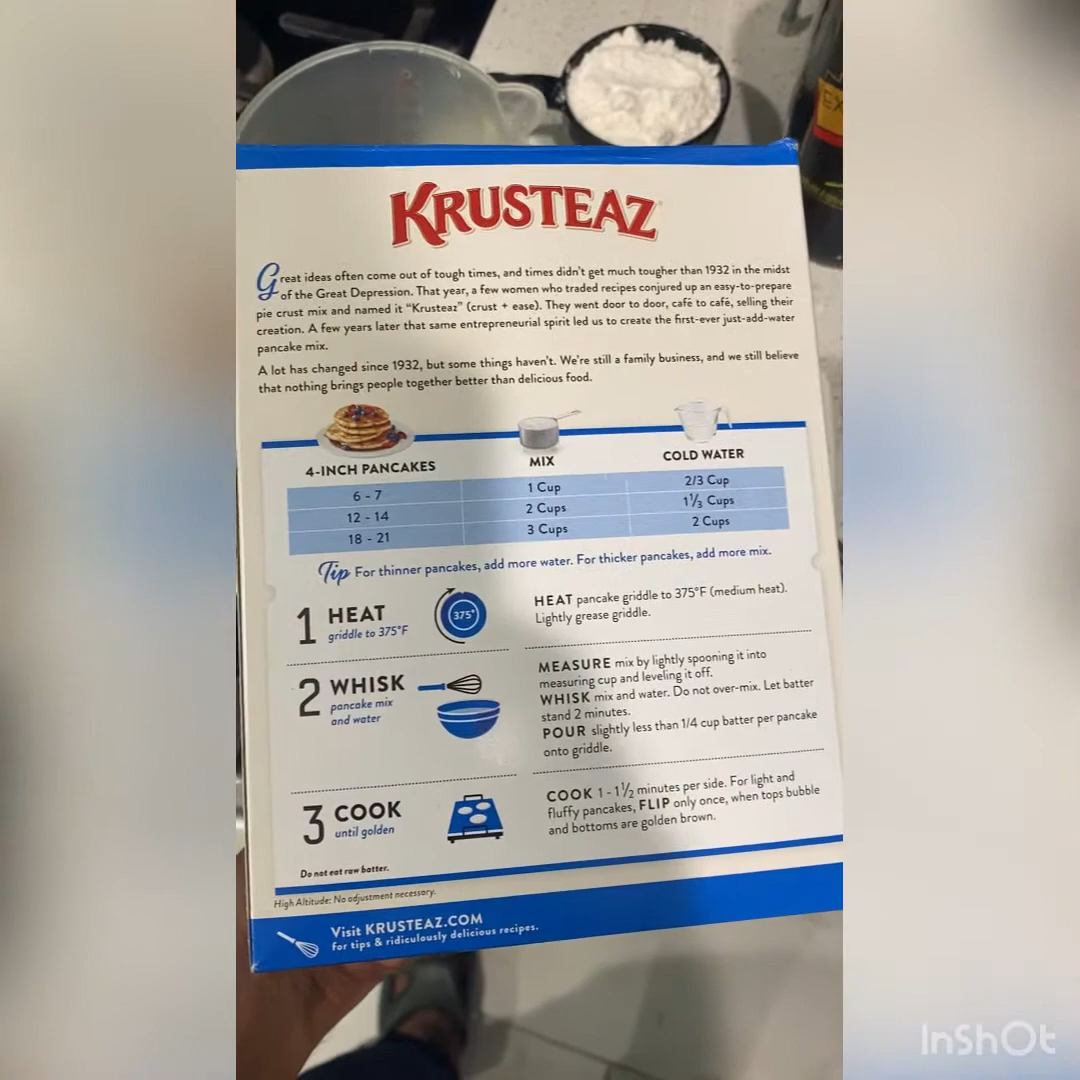 KRUSTEAZ
Great ideas often come out of tough times, and times didn't get much tougher than 1932 in the midst
of the Great Depression. That year, a few women who traded recipes conjured up an easy-to-prepare
pie crust mix and named it "Krusteaz" (crust + ease). They went door to door, café to café, selling their
creation. A few years later that same entrepreneurial spirit led us to create the first-ever just-add-water
pancake mix.
A lot has changed since 1932, but some things haven't. We're still a family business, and we still believe
that nothing brings people together better than delicious food.
4-INCH PANCAKES MIX COLD WATER
6 - 7 1 Cup 2/3 Cup
12 - 14 2 Cups 1⅓ Cups
18 - 21 3 Cups 2 Cups
Tip For thinner pancakes, add more water. For thicker pancakes, add more mix.
1 HEAT
griddle to 375°F
375°
HEAT pancake griddle to 375°F (medium heat).
Lightly grease griddle.
2 WHISK
pancake mix
and water
MEASURE mix by lightly spooning it into
measuring cup and leveling it off.
WHISK mix and water. Do not over-mix. Let batter
stand 2 minutes.
POUR slightly less than 1/4 cup batter per pancake
onto griddle.
3 COOK
until golden
COOK 1 - 1½ minutes per side. For light and
fluffy pancakes, FLIP only once, when tops bubble
and bottoms are golden brown.
Do not eat raw batter.
High Altitude: No adjustment necessary.
Visit KRUSTEAZ.COM
for tips & ridiculously delicious recipes.
InShOt